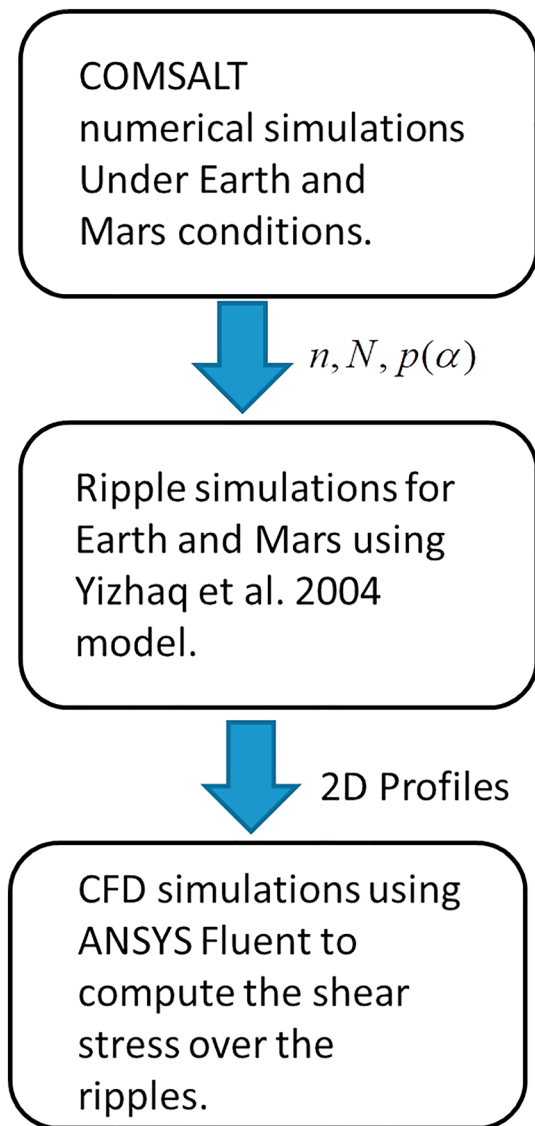 COMSALT
numerical simulations
Under Earth and
Mars conditions.
n, N, p(α)
Ripple simulations for
Earth and Mars using
Yizhaq et al. 2004
model.
2D Profiles
CFD simulations using
ANSYS Fluent to
compute the shear
stress over the
ripples.